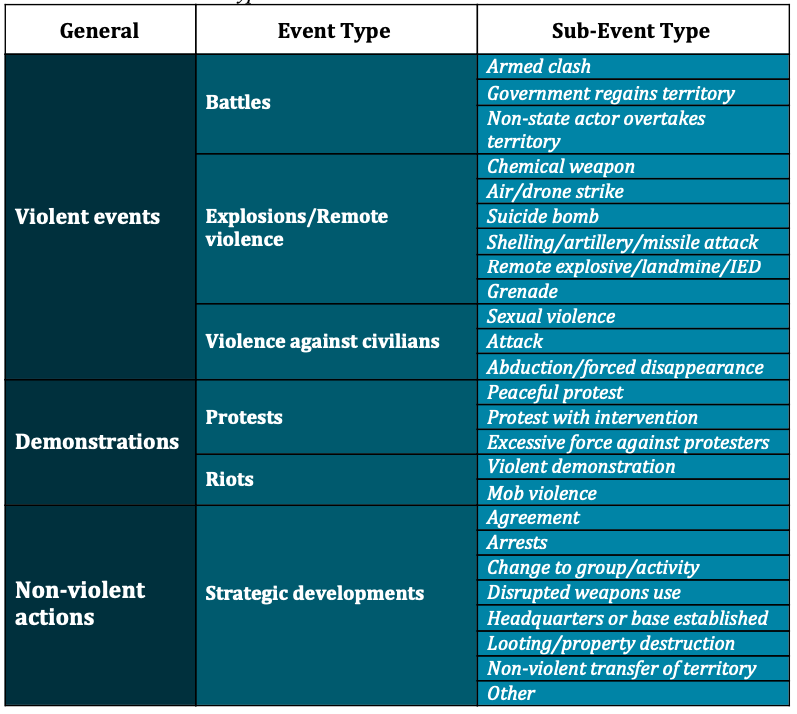 General
Event Type
Sub-Event Type
Violent events
Battles
Armed clash
Government regains territory
Non-state actor overtakes
territory
Explosions/Remote
violence
Chemical weapon
Air/drone strike
Suicide bomb
Shelling/artillery/missile attack
Remote explosive/landmine/IED
Grenade
Violence against civilians
Sexual violence
Attack
Abduction/forced disappearance
Demonstrations
Protests
Peaceful protest
Protest with intervention
Excessive force against protesters
Riots
Violent demonstration
Mob violence
Non-violent
actions
Strategic developments
Agreement
Arrests
Change to group/activity
Disrupted weapons use
Headquarters or base established
Looting/property destruction
Non-violent transfer of territory
Other